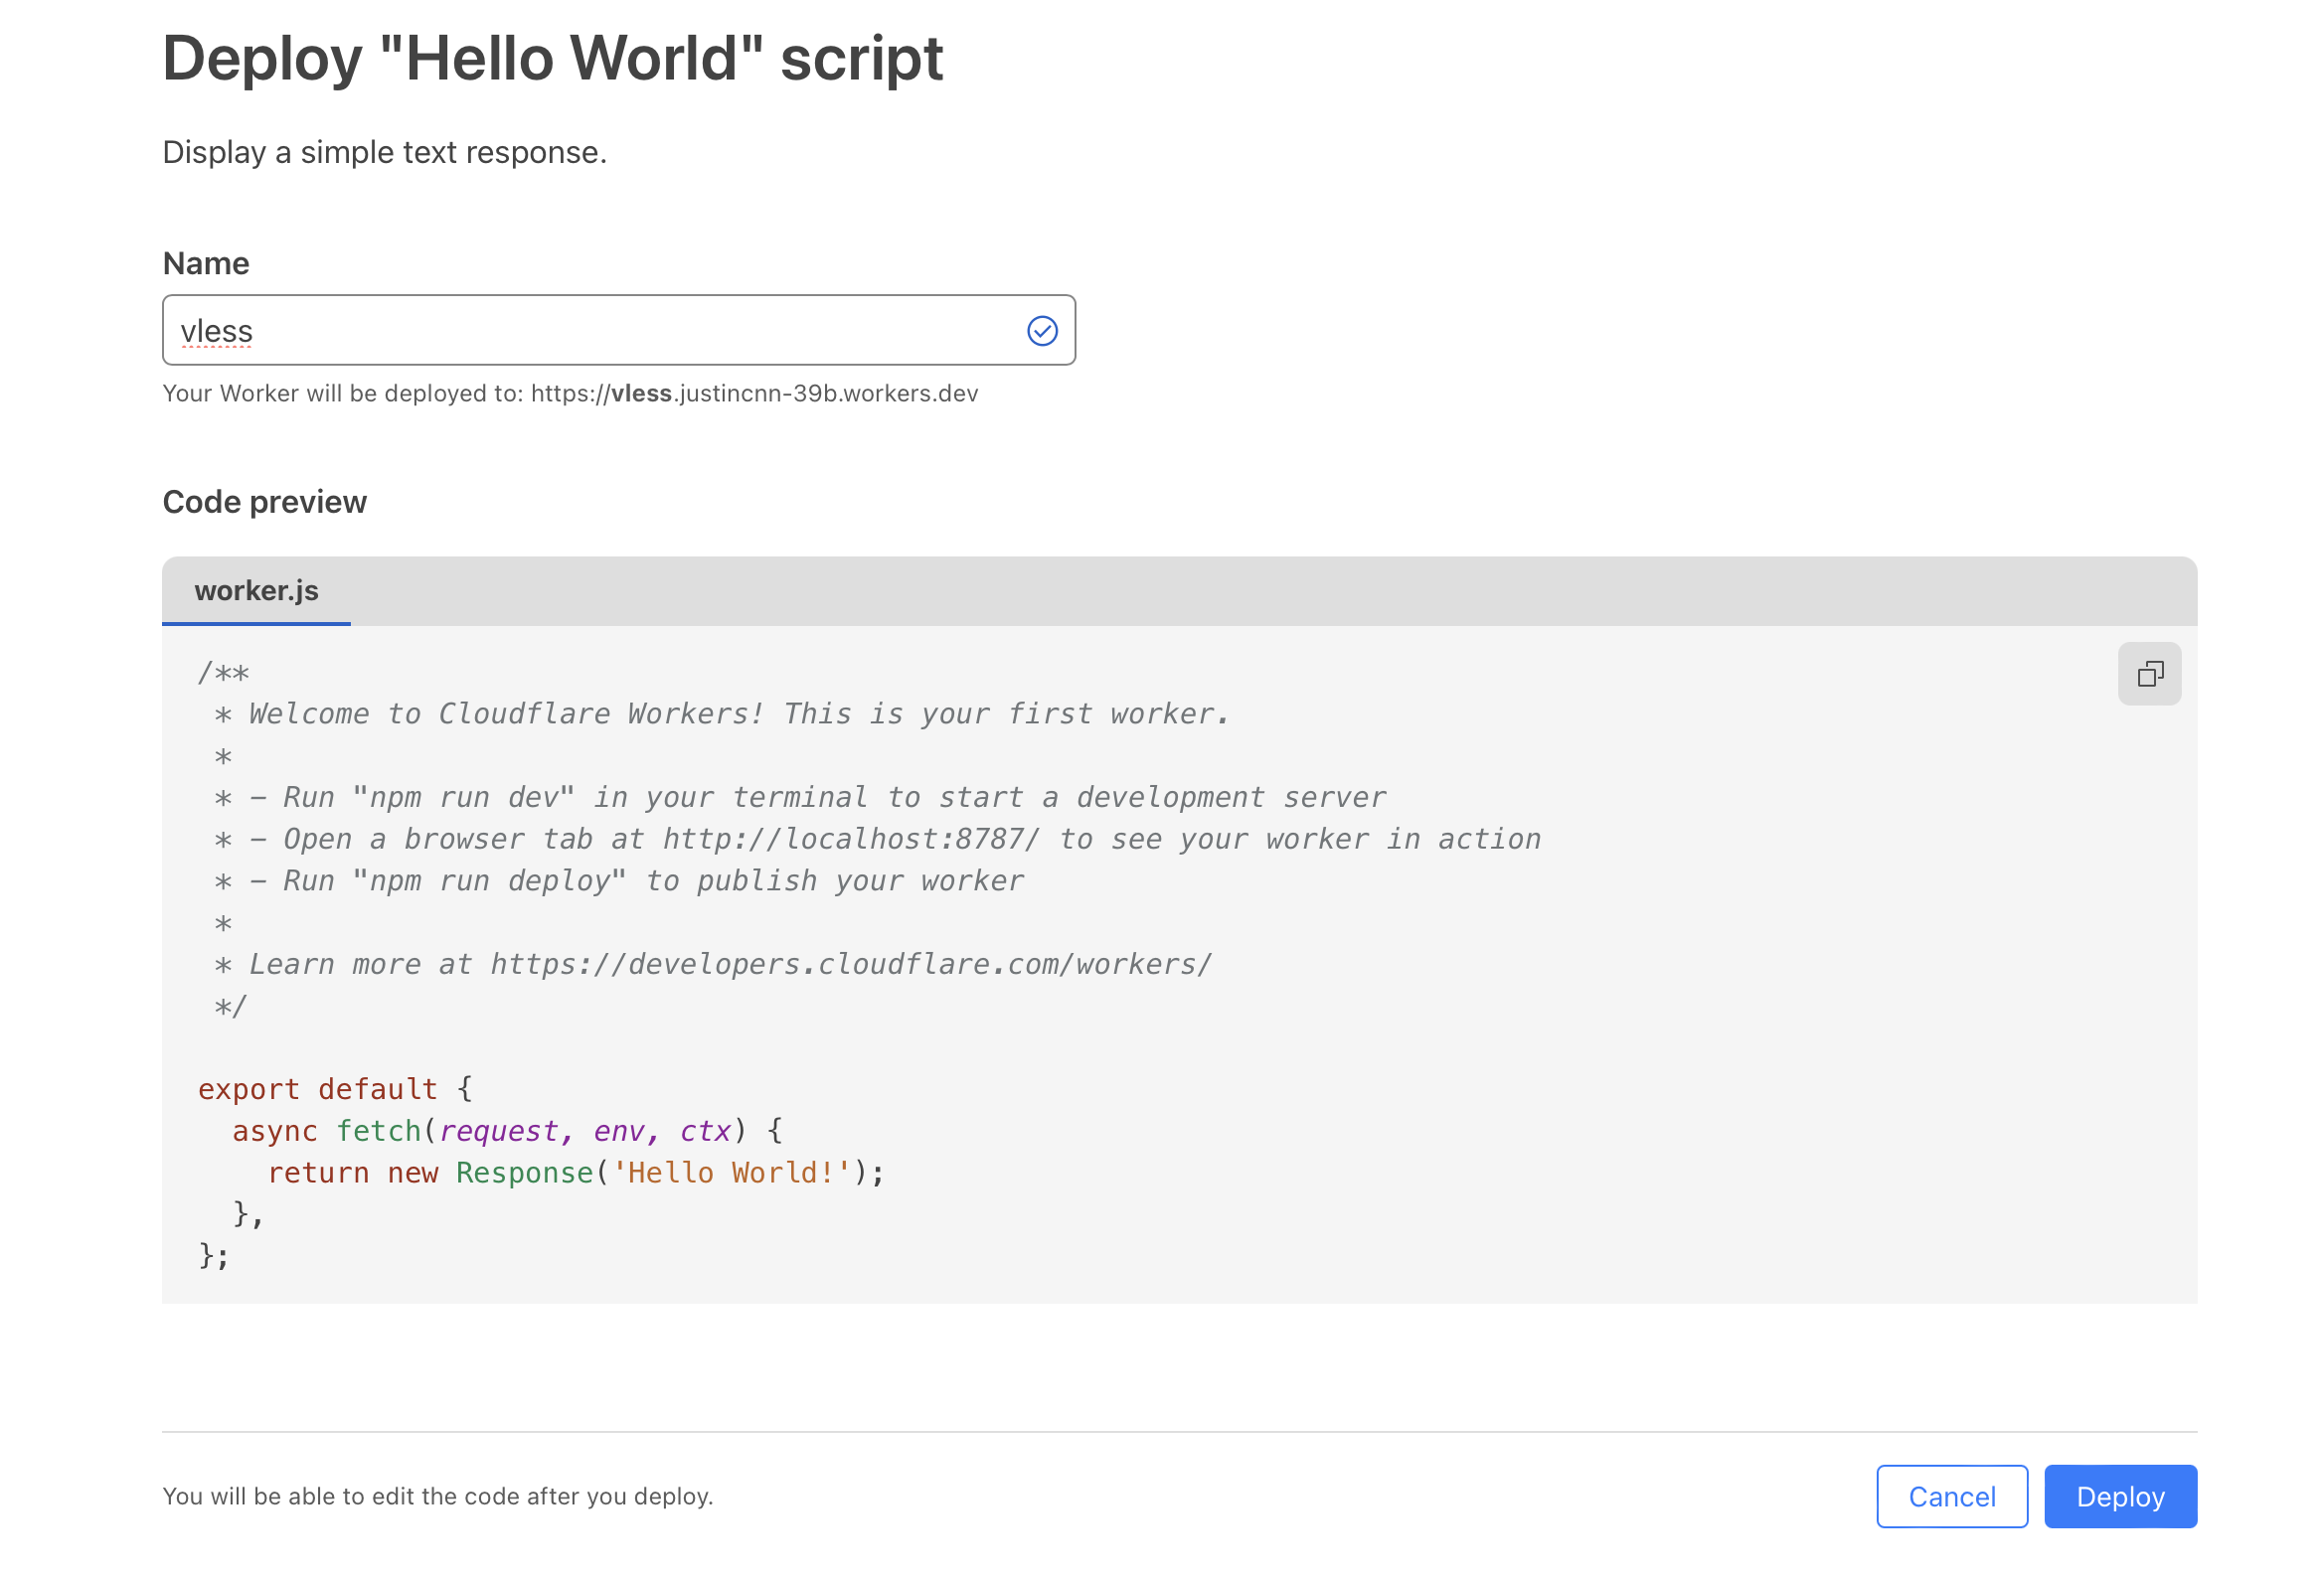 Deploy "Hello World" script
Display a simple text response.
Name
vless
Your Worker will be deployed to: https://vless.justincnn-39b.workers.dev
Code preview
worker.js
/**
 * Welcome to Cloudflare Workers! This is your first worker.
 *
 * - Run "npm run dev" in your terminal to start a development server
 * - Open a browser tab at http://localhost:8787/ to see your worker in action
 * - Run "npm run deploy" to publish your worker
 *
 * Learn more at https://developers.cloudflare.com/workers/
 */
export default {
  async fetch(request, env, ctx) {
    return new Response('Hello World!');
  },
};
You will be able to edit the code after you deploy.
Cancel
Deploy